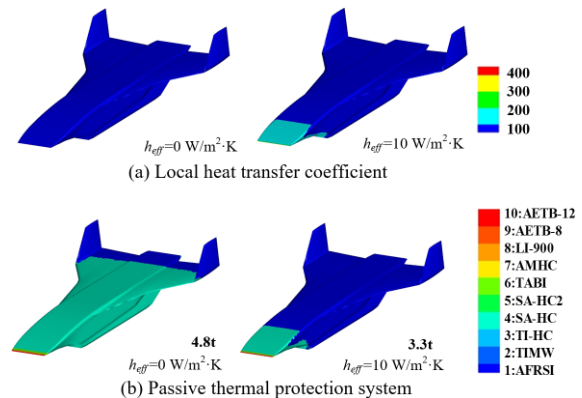 400
300
200
100
h_eff=0 W/m²·K
h_eff=10 W/m²·K
(a) Local heat transfer coefficient
10:AETB-12
9:AETB-8
8:LI-900
7:AMHC
6:TABI
5:SA-HC2
4:SA-HC
3:TI-HC
2:TIMW
1:AFRSI
4.8t
h_eff=0 W/m²·K
3.3t
h_eff=10 W/m²·K
(b) Passive thermal protection system